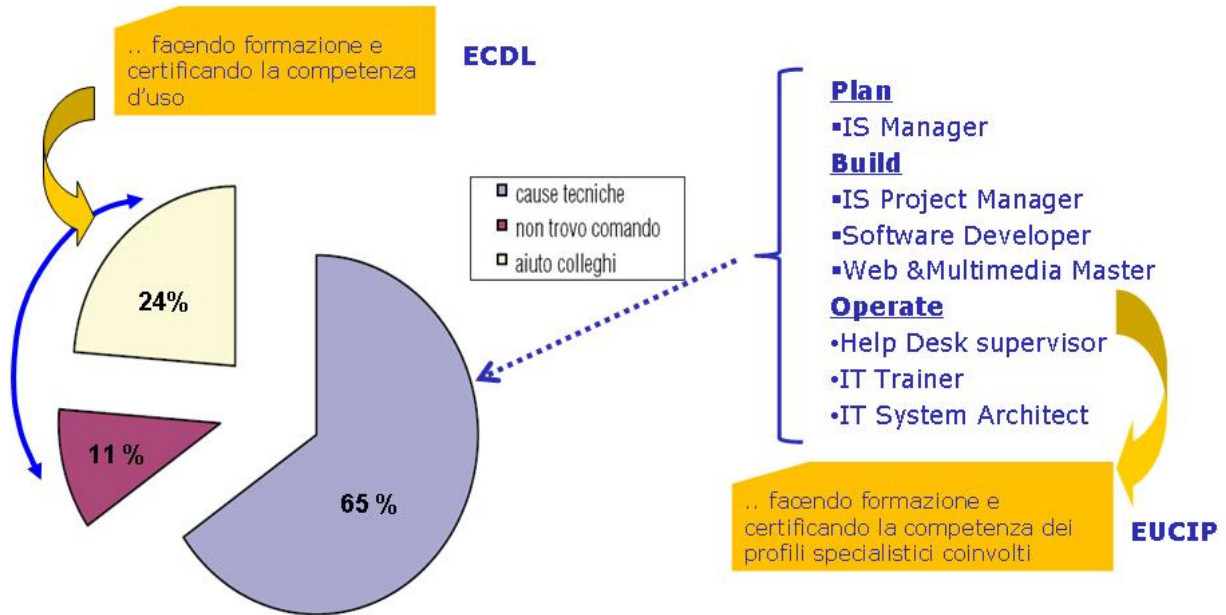 .. facendo formazione e
certificando la competenza
d'uso
ECDL
24%
11 %
65 %
cause tecniche
non trovo comando
aiuto colleghi
Plan
▪IS Manager
Build
▪IS Project Manager
▪Software Developer
▪Web &Multimedia Master
Operate
•Help Desk supervisor
•IT Trainer
•IT System Architect
.. facendo formazione e
certificando la competenza dei
profili specialistici coinvolti
EUCIP